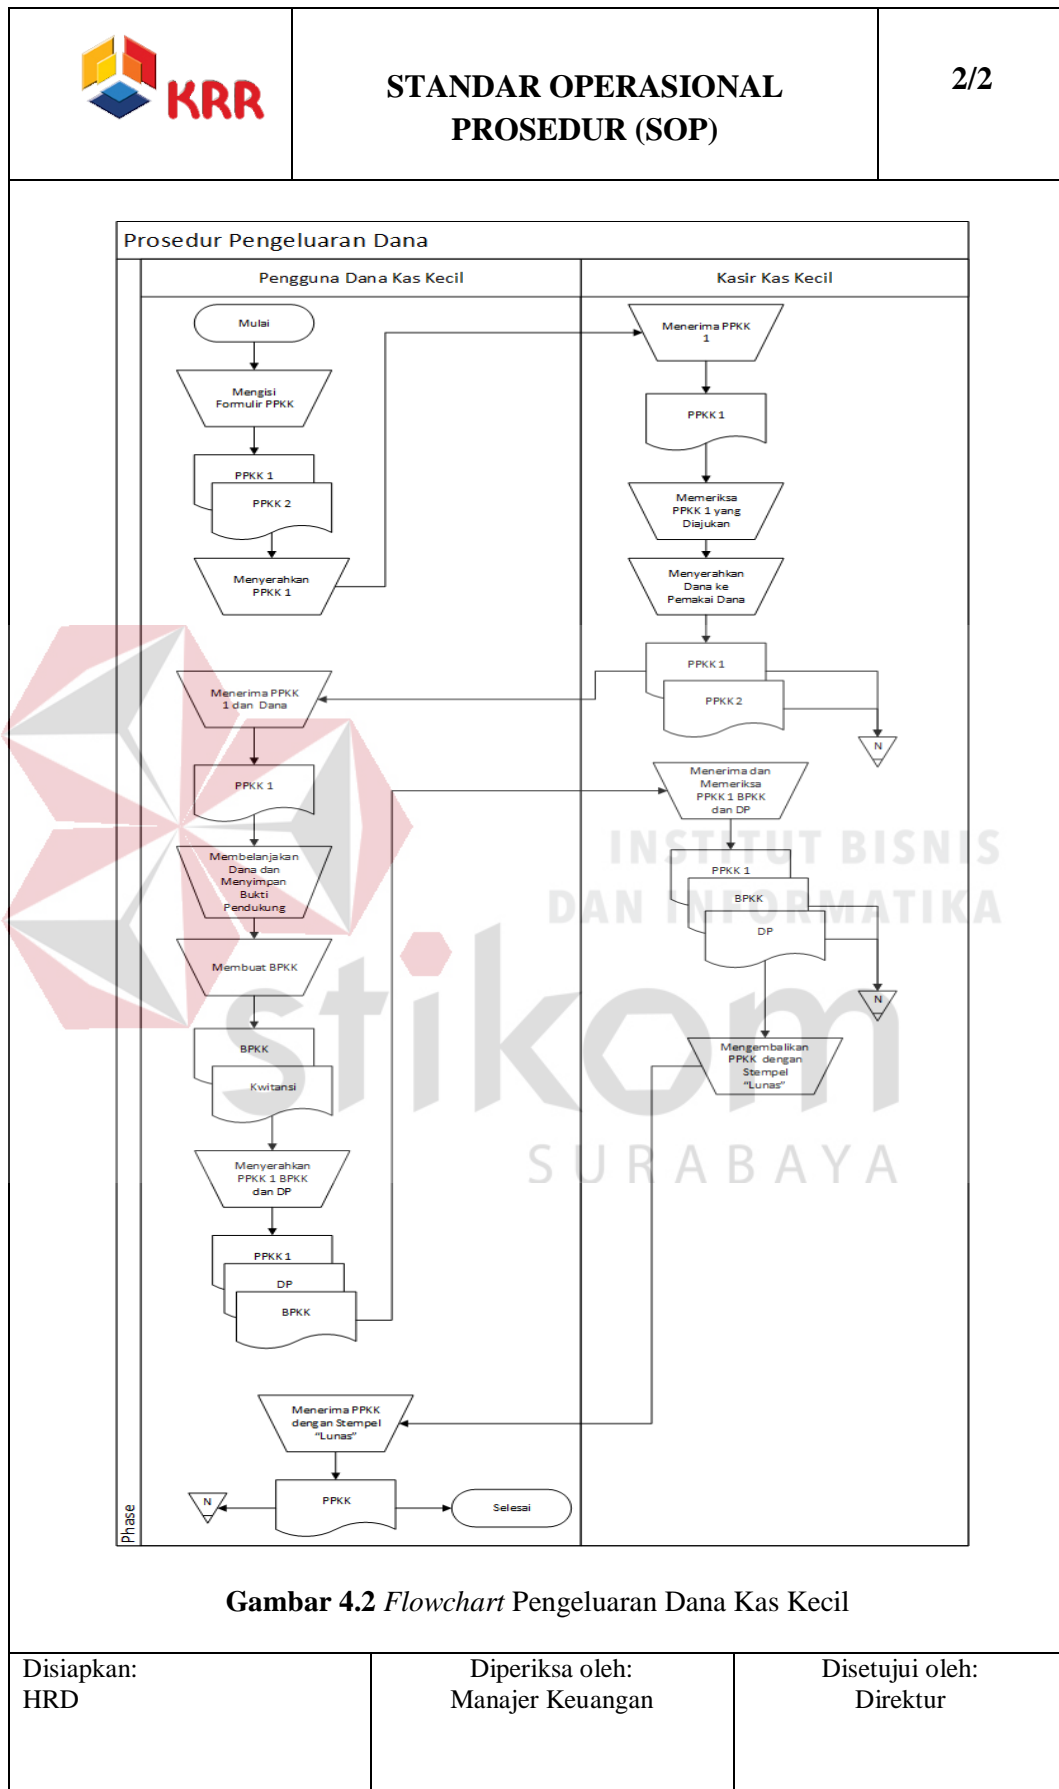 KRR
STANDAR OPERASIONAL
PROSEDUR (SOP)
2/2
Prosedur Pengeluaran Dana
Phase
Pengguna Dana Kas Kecil
Mulai
Mengisi
Formulir PPKK
PPKK 1
PPKK 2
Menyerahkan
PPKK 1
Menerima PPKK
1 dan Dana
PPKK 1
Membelanjakan
Dana dan
Menyimpan
Bukti
Pendukung
Membuat BPKK
BPKK
Kwitansi
Menyerahkan
PPKK 1 BPKK
dan DP
PPKK 1
DP
BPKK
Menerima PPKK
dengan Stempel
"Lunas"
N
PPKK
Selesai
Kasir Kas Kecil
Menerima PPKK
1
PPKK 1
Memeriksa
PPKK 1 yang
Diajukan
Menyerahkan
Dana ke
Pemakai Dana
PPKK 1
PPKK 2
N
Menerima dan
Memeriksa
PPKK 1 BPKK
dan DP
PPKK 1
BPKK
DP
N
Mengembalikan
PPKK dengan
Stempel
"Lunas"
INSTITUT BISNIS
DAN INFORMATIKA
stikom
SURABAYA
Gambar 4.2 Flowchart Pengeluaran Dana Kas Kecil
Disiapkan:
HRD
Diperiksa oleh:
Manajer Keuangan
Disetujui oleh:
Direktur